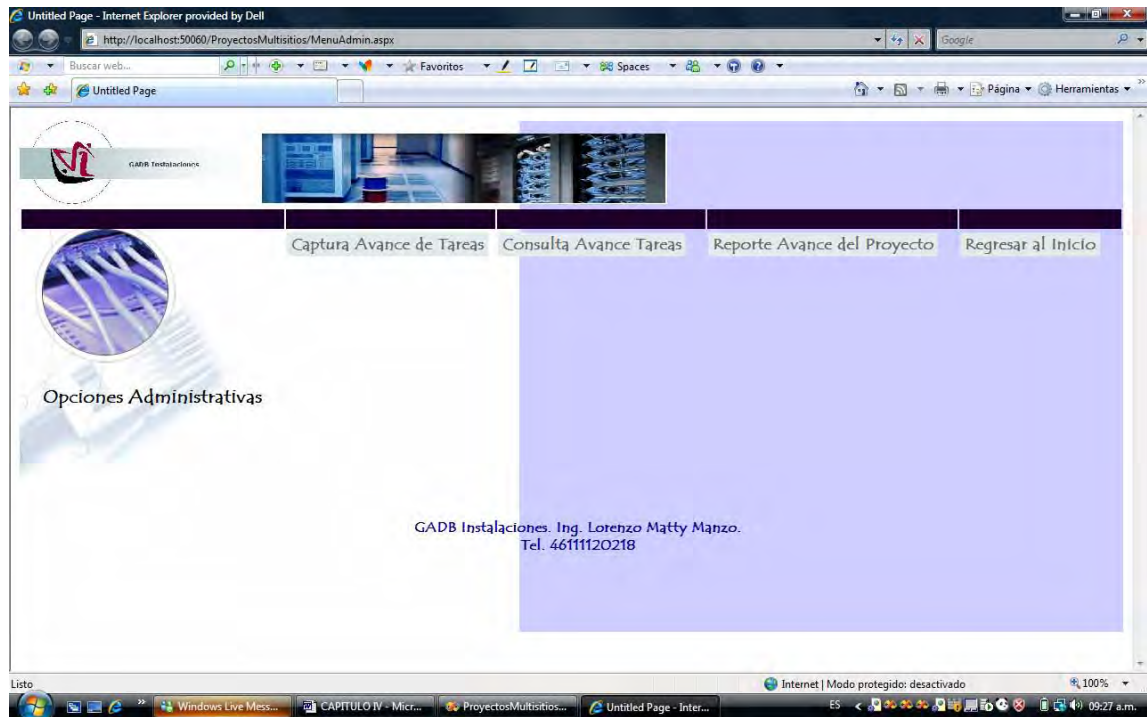 Untitled Page - Internet Explorer provided by Dell
http://localhost:50060/ProyectosMultisitios/MenuAdmin.aspx
Google
Buscar web...
Favoritos
Spaces
Untitled Page
Página
Herramientas
GADB Instalaciones
Captura Avance de Tareas
Consulta Avance Tareas
Reporte Avance del Proyecto
Regresar al Inicio
Opciones Administrativas
GADB Instalaciones. Ing. Lorenzo Matty Manzo.
Tel. 46111120218
Listo
Internet | Modo protegido: desactivado
100%
Windows Live Mess...
CAPITULO IV - Micr...
ProyectosMultisitios...
Untitled Page - Inter...
ES
09:27 a.m.